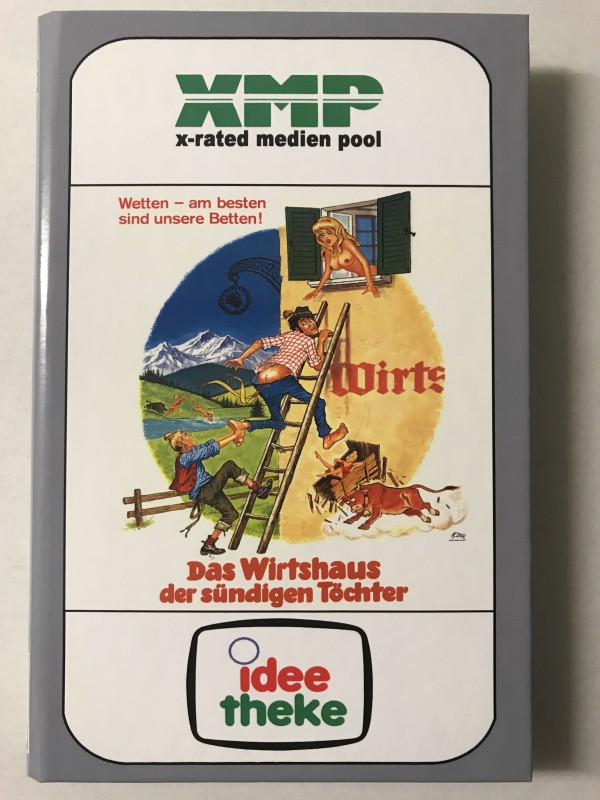 XMP
x-rated medien pool
Wetten – am besten
sind unsere Betten!
Wirts
Das Wirtshaus
der sündigen Töchter
idee
theke